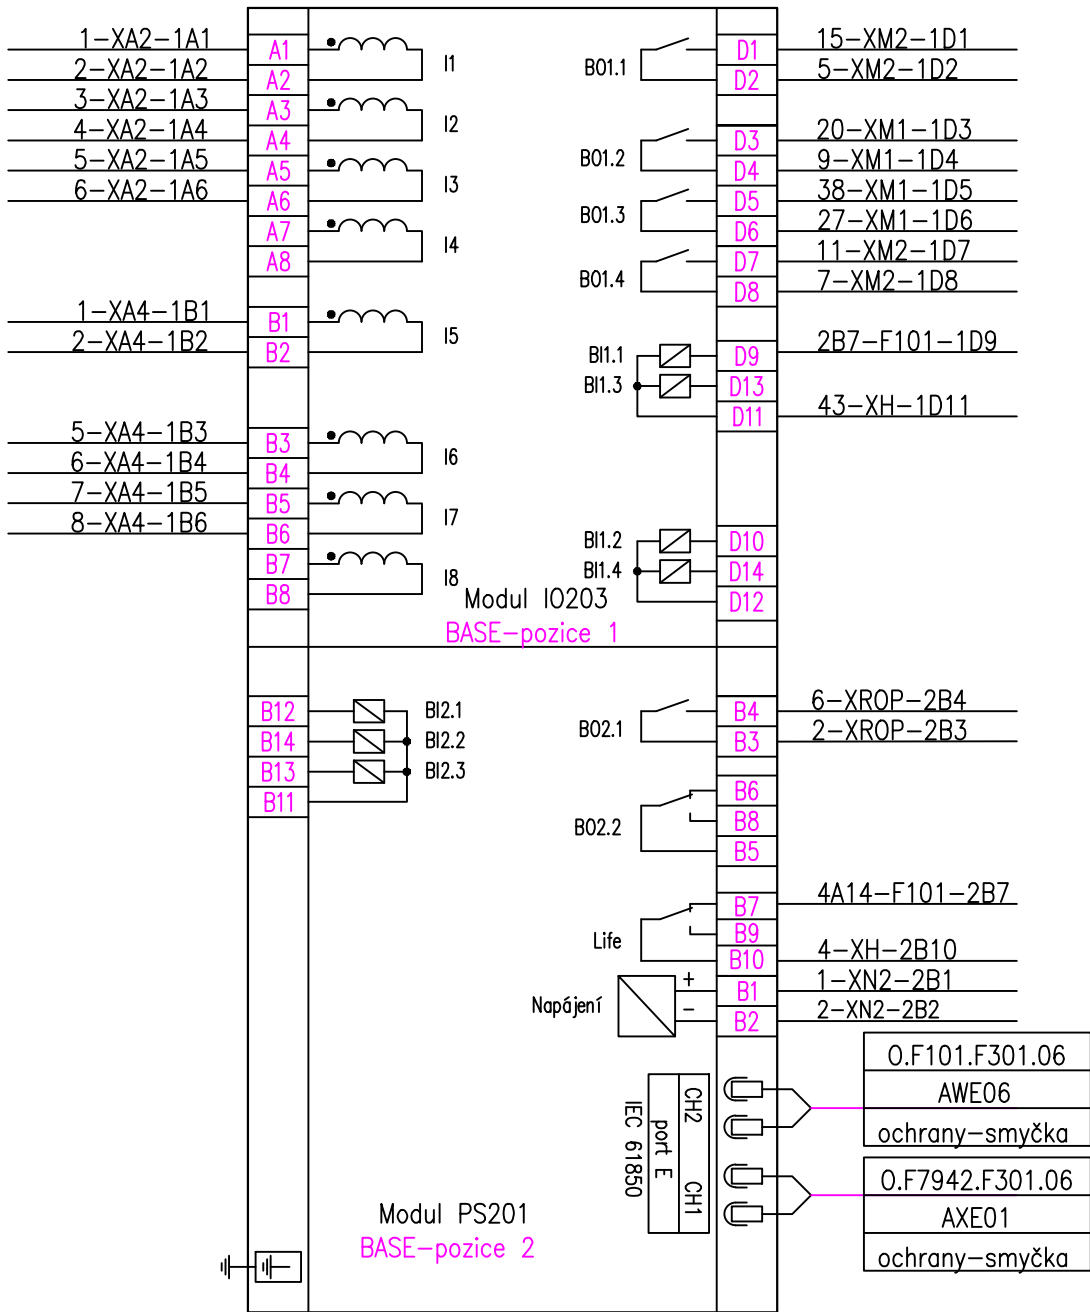 1-XA2-1A1 A1 I1 B01.1 D1 15-XM2-1D1
2-XA2-1A2 A2 D2 5-XM2-1D2
3-XA2-1A3 A3 I2
4-XA2-1A4 A4 B01.2 D3 20-XM1-1D3
5-XA2-1A5 A5 I3 D4 9-XM1-1D4
6-XA2-1A6 A6 B01.3 D5 38-XM1-1D5
A7 I4 D6 27-XM1-1D6
A8 B01.4 D7 11-XM2-1D7
D8 7-XM2-1D8
1-XA4-1B1 B1 I5
2-XA4-1B2 B2 BI1.1 D9 2B7-F101-1D9
BI1.3 D13
D11 43-XH-1D11
5-XA4-1B3 B3 I6
6-XA4-1B4 B4
7-XA4-1B5 B5 I7
8-XA4-1B6 B6 BI1.2 D10
B7 I8 BI1.4 D14
B8 D12
Modul IO203
BASE-pozice 1
B12 BI2.1 B02.1 B4 6-XROP-2B4
B14 BI2.2 B3 2-XROP-2B3
B13 BI2.3
B11 B6
B02.2 B8
B5
B7 4A14-F101-2B7
Life B9
B10 4-XH-2B10
Napájení + B1 1-XN2-2B1
- B2 2-XN2-2B2
CH2 CH1
port E
IEC 61850
O.F101.F301.06
AWE06
ochrany-smyčka
O.F7942.F301.06
AXE01
ochrany-smyčka
Modul PS201
BASE-pozice 2